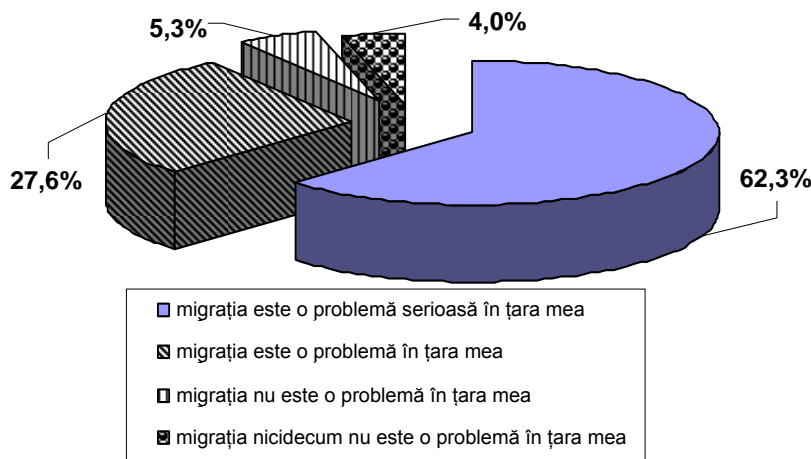 5,3%
4,0%
27,6%
62,3%
migrația este o problemă serioasă în țara mea
migrația este o problemă în țara mea
migrația nu este o problemă în țara mea
migrația nicidecum nu este o problemă în țara mea